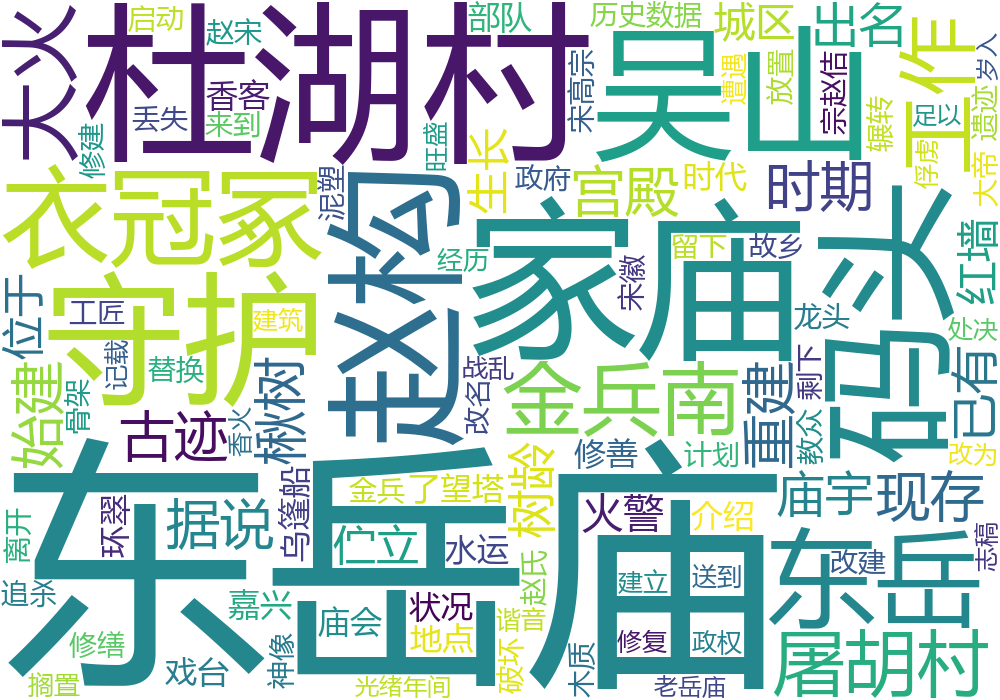 大火
杜湖村
启动
赵宋
部队
历史数据
城区
出名
工作
岁入
吴山
宋高宗
遭遇
放置
宗赵佶
辗转
足以
遗迹
俘虏
大帝
香客
丢失
来到
修建
旺盛
泥塑
生长
政府
宫殿
时代
时期
码头
红墙
衣冠冢
赵构
家庙
留下
故乡
经历
宋徽
龙头
处决
守护
位于
工匠
建筑
记载
替换
始建
骨架
香火
楸树
战乱
改名
金兵南
重建
剩下
教众
已有
改为
古迹
修善
计划
东岳庙
据说
环翠
乌篷船
金兵
了望塔
树龄
火警
介绍
庙宇
现存
离开
伫立
水运
建立
送到
东岳
改建
志稿
追杀
嘉兴
庙会
状况
赵氏
谐音
地点
修缮
戏台
神像
破坏
木质
修复
政权
屠胡村
搁置
光绪年间
老岳庙